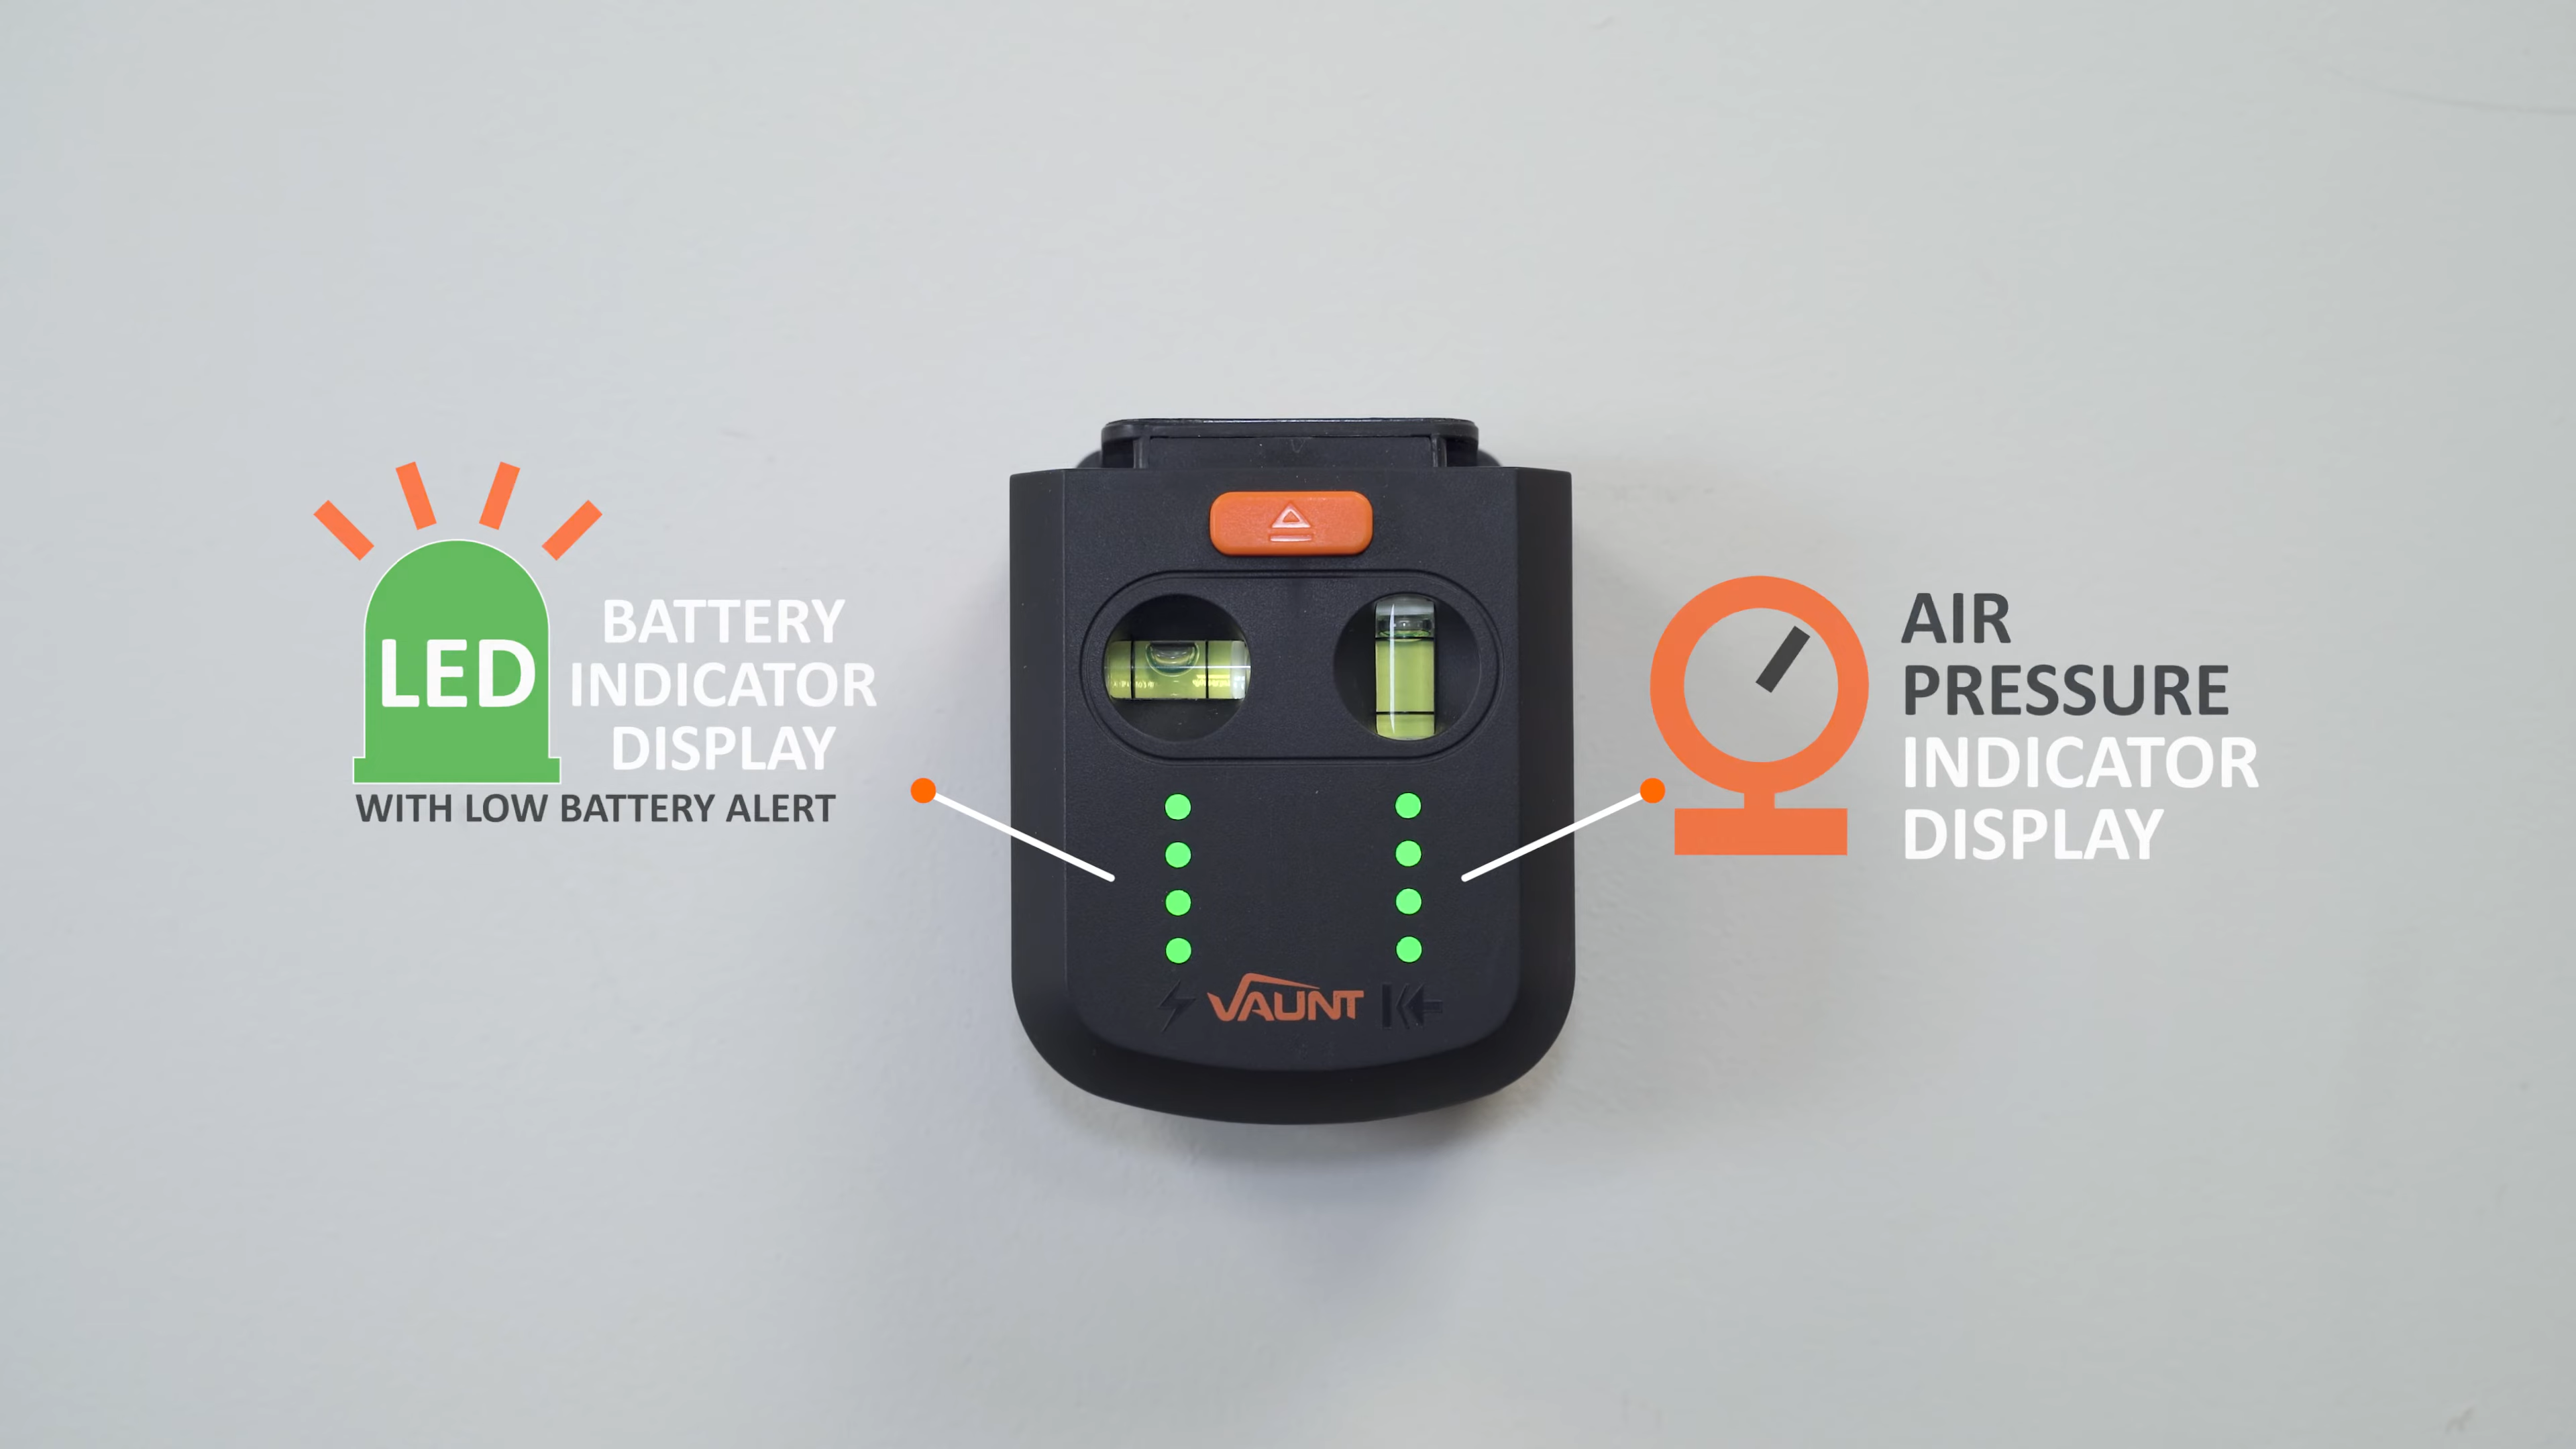 LED
BATTERY
INDICATOR
DISPLAY
WITH LOW BATTERY ALERT
AIR
PRESSURE
INDICATOR
DISPLAY
VAUNT